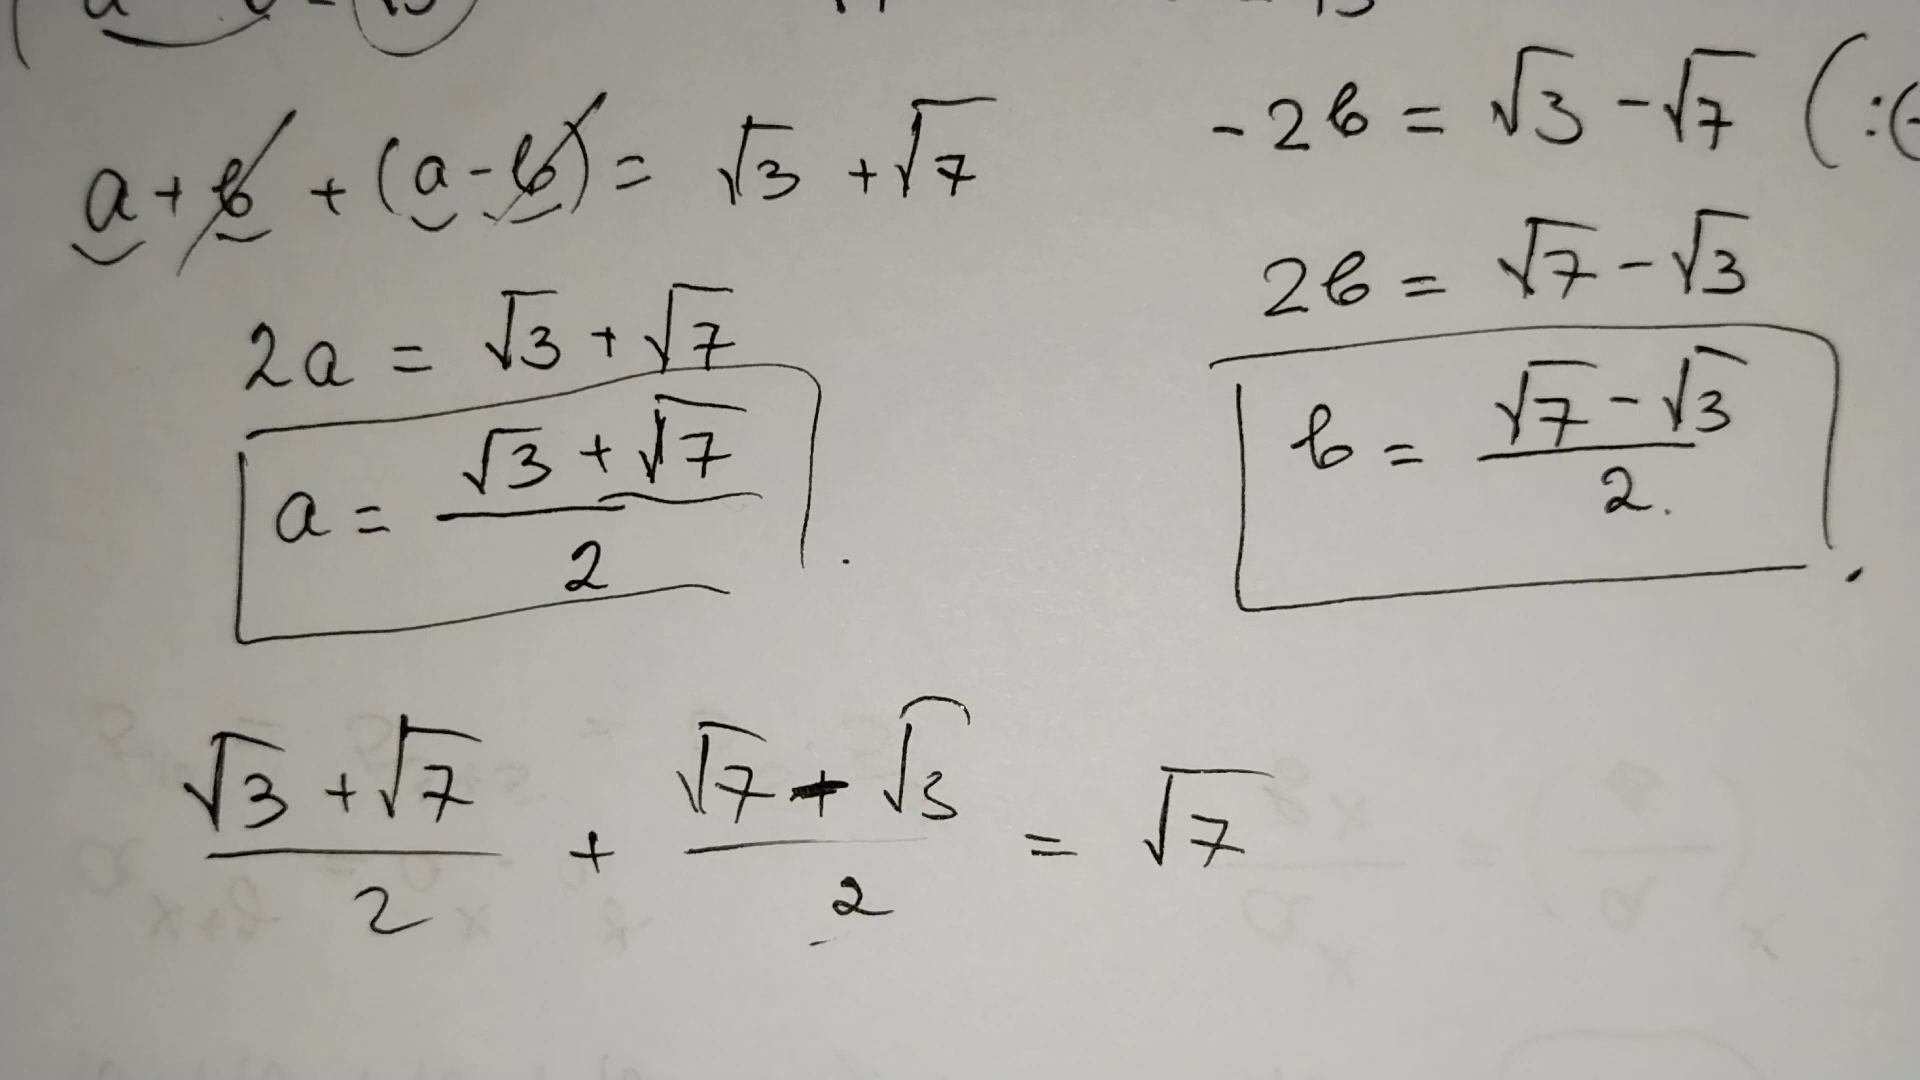 a + b + (a - b) = √3 + √7
2a = √3 + √7
a = (√3 + √7)/2 .
-2b = √3 - √7 (:(-
2b = √7 - √3
b = (√7 - √3)/2 .
(√3 + √7)/2 + (√7 - √3)/2 = √7